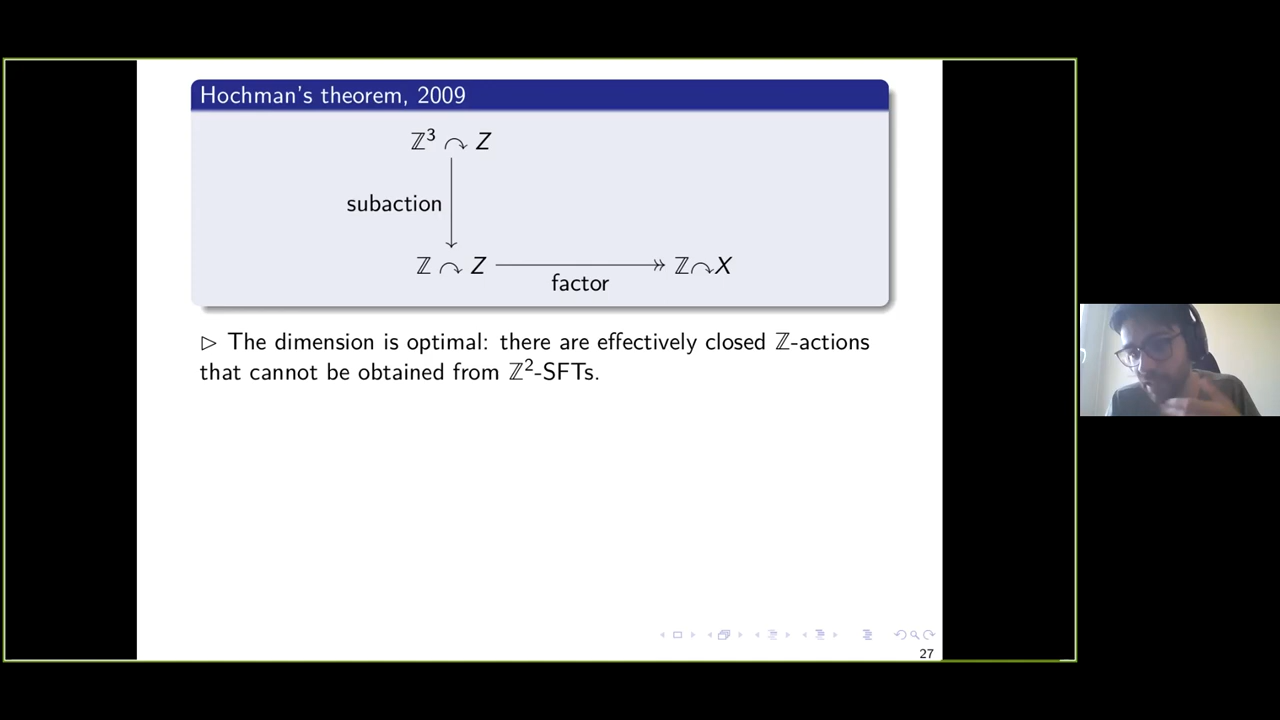 Hochman's theorem, 2009
ℤ³ ↷ Z
subaction
ℤ ↷ Z ↠ ℤ↷X
factor
▷ The dimension is optimal: there are effectively closed ℤ-actions
that cannot be obtained from ℤ²-SFTs.
27